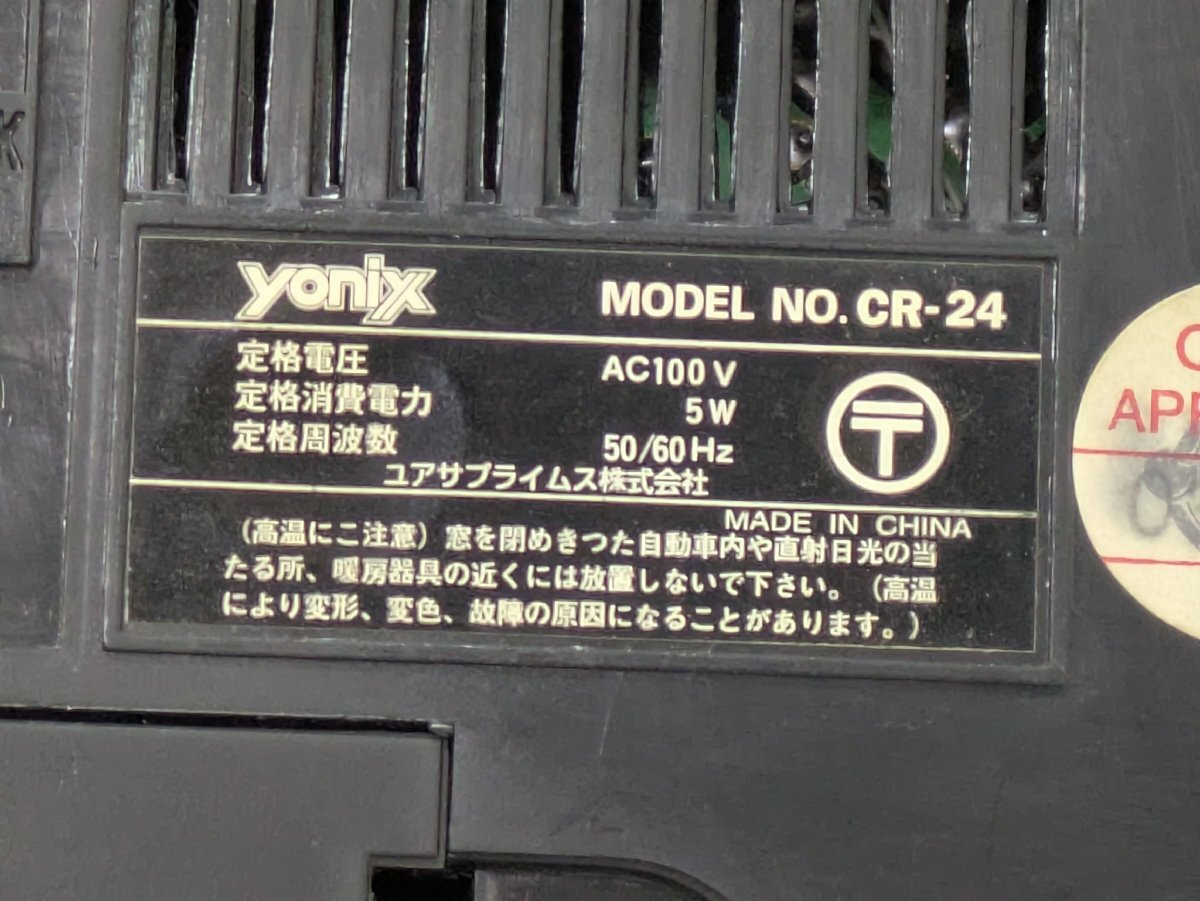 yonix
MODEL NO. CR-24
定格電圧 AC100V
定格消費電力 5W
定格周波数 50/60Hz
ユアサプライムス株式会社
〒
MADE IN CHINA
(高温にご注意) 窓を閉めきつた自動車内や直射日光の当
たる所、暖房器具の近くには放置しないで下さい。 (高温
により変形、変色、故障の原因になることがあります。)
K